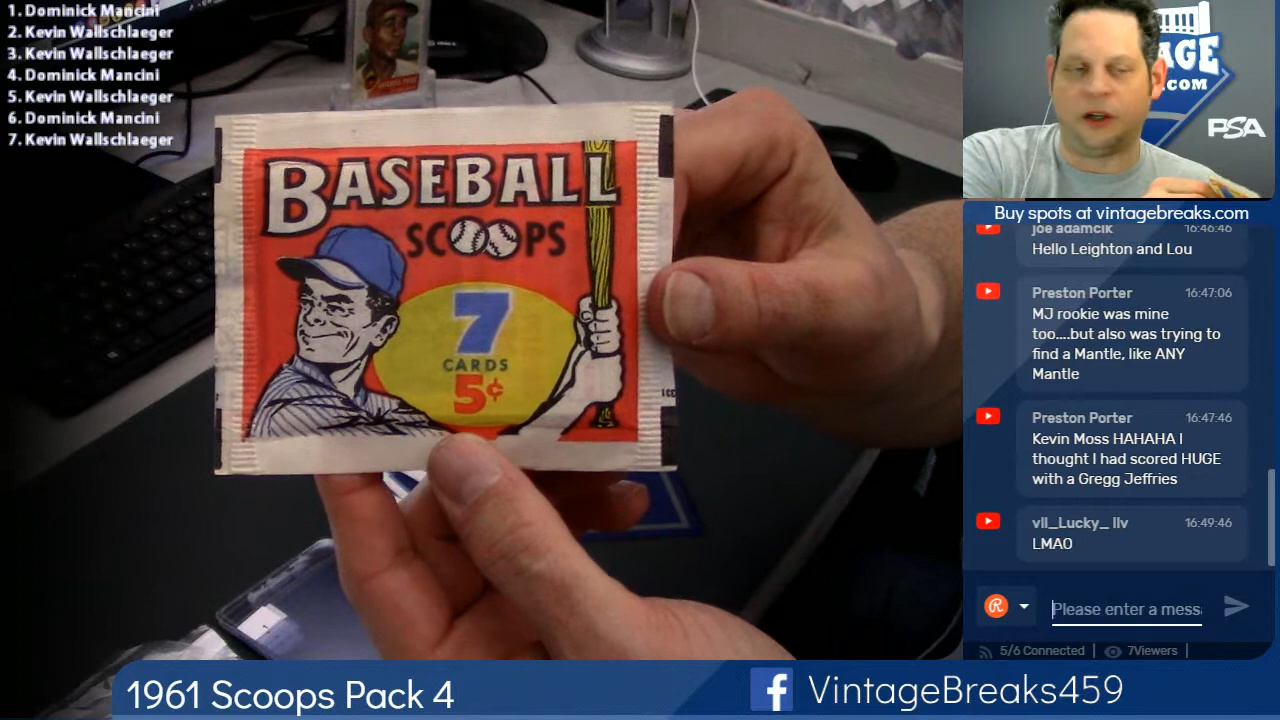 1. Dominick Mancini
2. Kevin Wallschlaeger
3. Kevin Wallschlaeger
4. Dominick Mancini
5. Kevin Wallschlaeger
6. Dominick Mancini
7. Kevin Wallschlaeger
BASEBALL
SCOOPS
7
CARDS
5¢
AGE
.COM
PSA
Buy spots at vintagebreaks.com
joe adamcik 16:46:46
Hello Leighton and Lou
Preston Porter 16:47:06
MJ rookie was mine
too....but also was trying to
find a Mantle, like ANY
Mantle
Preston Porter 16:47:46
Kevin Moss HAHAHA I
thought I had scored HUGE
with a Gregg Jeffries
vll_Lucky_ llv 16:49:46
LMAO
Please enter a mess
5/6 Connected | 7Viewers |
1961 Scoops Pack 4
f VintageBreaks459